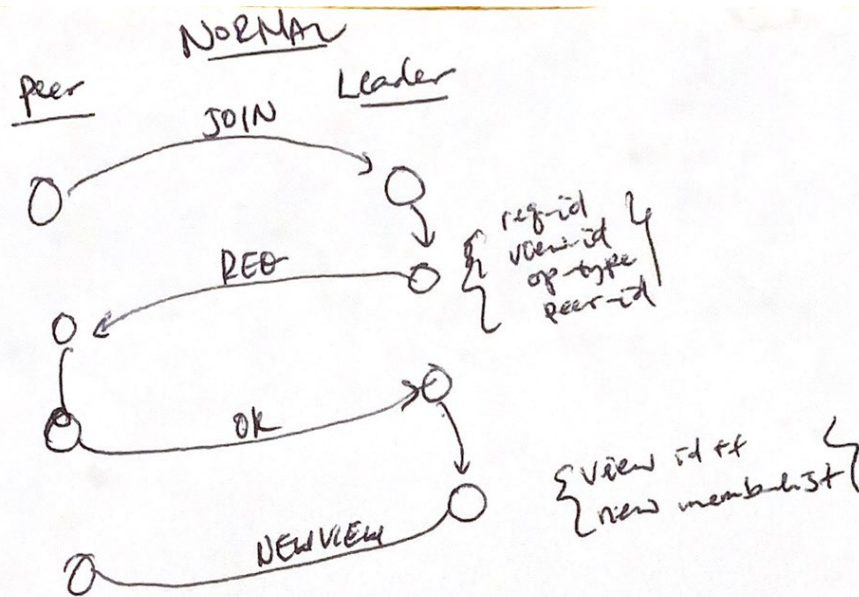 NORMAL
Peer
Leader
JOIN
{ req-id }
view-id
op-type
peer-id
REQ
OK
{ view id ++ }
new memberlist
NEWVIEW